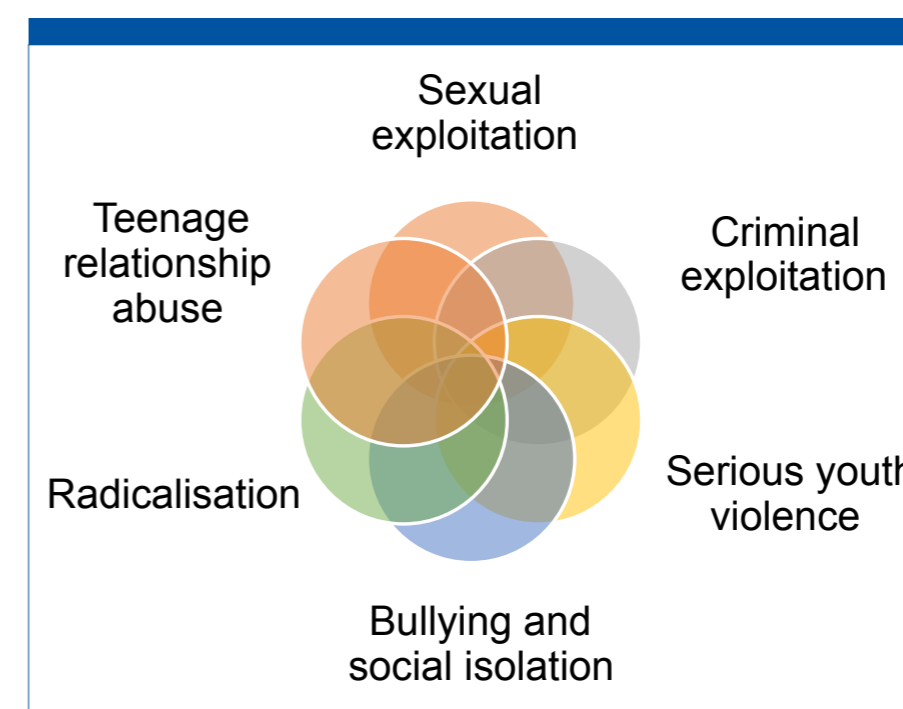 Sexual
exploitation
Teenage
relationship
abuse
Criminal
exploitation
Radicalisation
Serious youth
violence
Bullying and
social isolation